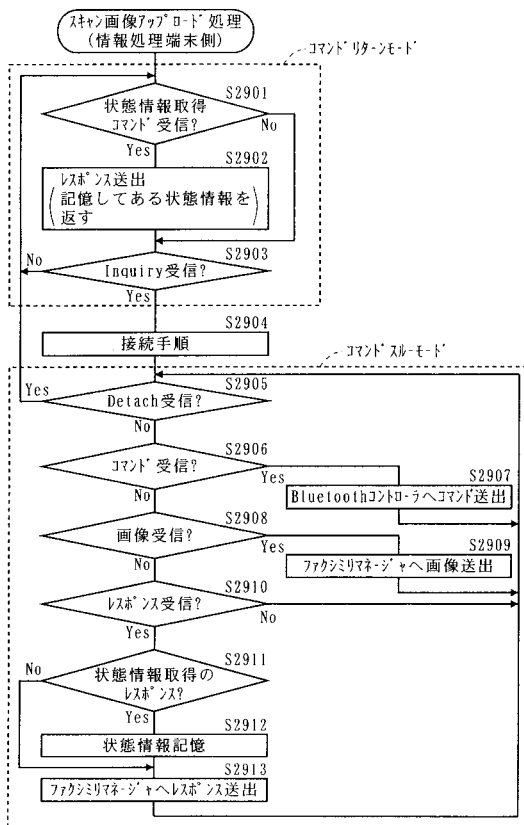 スキャン画像アップロード処理
(情報処理端末側)
コマンドリターンモード
S2901
状態情報取得
コマンド受信?
No
Yes
S2902
レスポンス送出
(記憶してある状態情報を)
返す
S2903
No
Inquiry受信?
Yes
S2904
接続手順
コマンドスルーモード
S2905
Yes
Detach受信?
No
S2906
コマンド受信?
Yes
S2907
No
Bluetoothコントローラへコマンド送出
S2908
画像受信?
Yes
S2909
No
ファクシミリマネージャへ画像送出
S2910
レスポンス受信?
No
Yes
S2911
No
状態情報取得の
レスポンス?
Yes
S2912
状態情報記憶
S2913
ファクシミリマネージャへレスポンス送出